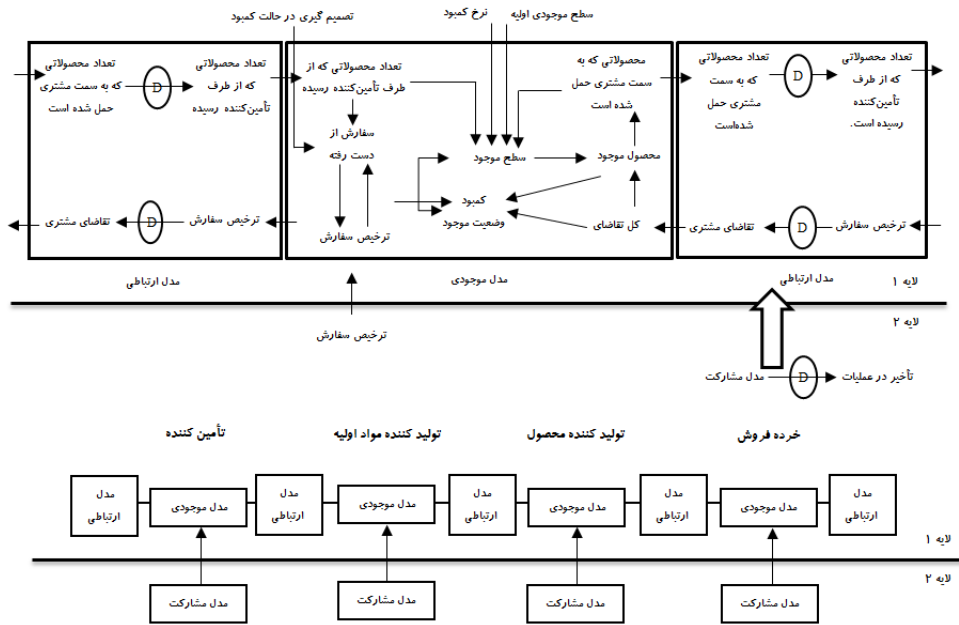 سطح موجودی اولیه
نرخ کمبود
تصمیم گیری در حالت کمبود
تعداد محصولاتی
که از طرف
تأمین‌کننده
رسیده است.
D
تعداد محصولاتی
که به سمت
مشتری حمل
شده‌است
محصولاتی که به
سمت مشتری حمل
شده است
تعداد محصولاتی که از
طرف تأمین‌کننده رسیده
تعداد محصولاتی
که از طرف
تأمین‌کننده رسیده
D
تعداد محصولاتی
که به سمت مشتری
حمل شده است
سفارش از
دست رفته
سطح موجود
محصول موجود
کمبود
وضعیت موجود
کل تقاضای
ترخیص سفارش
ترخیص سفارش
D
تقاضای مشتری
ترخیص سفارش
D
تقاضای مشتری
مدل ارتباطی
مدل موجودی
مدل ارتباطی
لایه ۱
لایه ۲
ترخیص سفارش
مدل مشارکت
D
تأخیر در عملیات
خرده فروش
تولید کننده محصول
تولید کننده مواد اولیه
تأمین کننده
مدل
ارتباطی
مدل موجودی
مدل
ارتباطی
مدل موجودی
مدل
ارتباطی
مدل موجودی
مدل
ارتباطی
مدل موجودی
مدل
ارتباطی
لایه ۱
لایه ۲
مدل مشارکت
مدل مشارکت
مدل مشارکت
مدل مشارکت